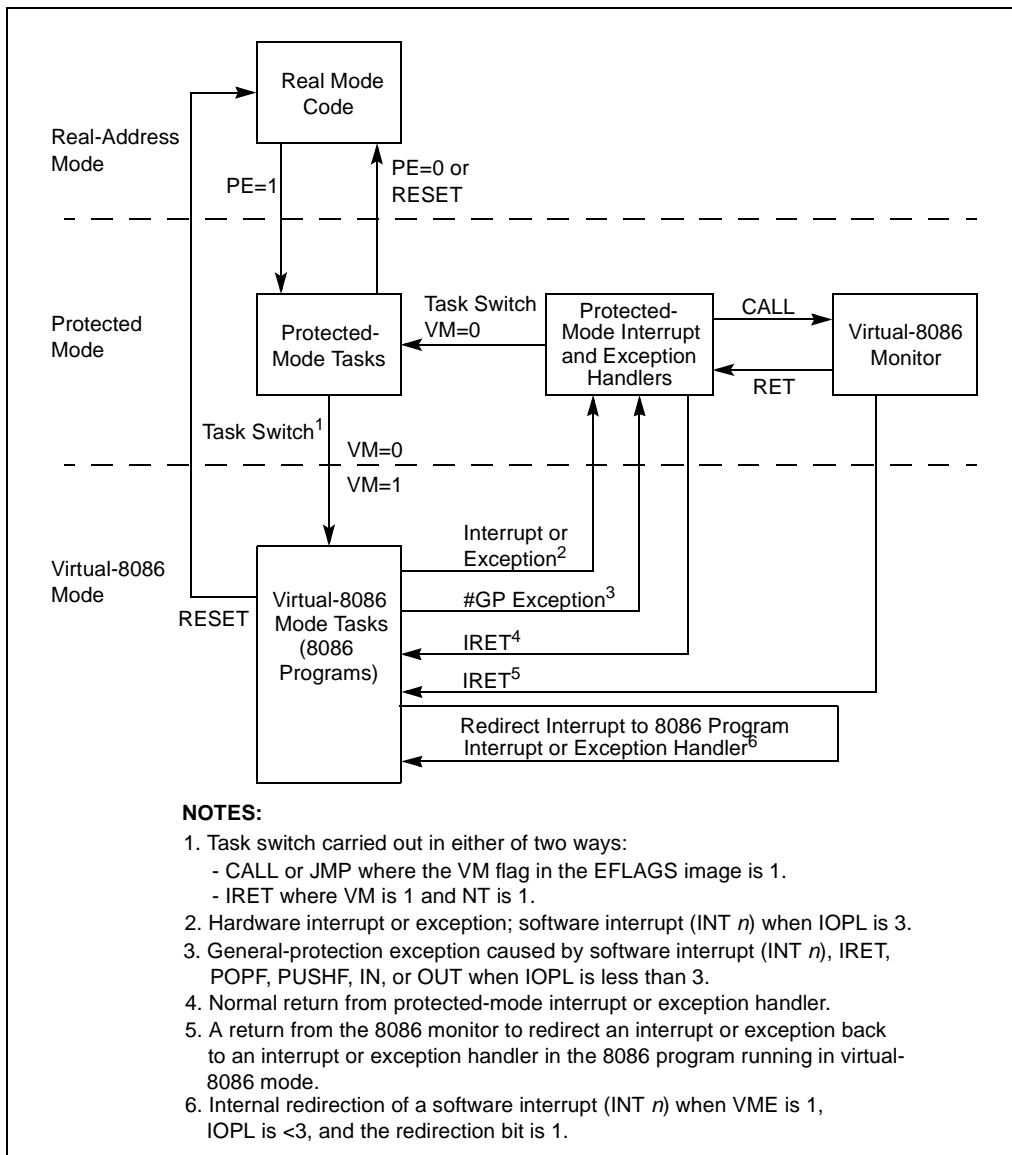 Real Mode
Code
Real-Address
Mode
PE=1
PE=0 or
RESET
Protected
Mode
Protected-
Mode Tasks
Task Switch
VM=0
Protected-
Mode Interrupt
and Exception
Handlers
CALL
RET
Virtual-8086
Monitor
Task Switch1
VM=0
VM=1
Virtual-8086
Mode
RESET
Virtual-8086
Mode Tasks
(8086
Programs)
Interrupt or
Exception2
#GP Exception3
IRET4
IRET5
Redirect Interrupt to 8086 Program
Interrupt or Exception Handler6
NOTES:
1. Task switch carried out in either of two ways:
- CALL or JMP where the VM flag in the EFLAGS image is 1.
- IRET where VM is 1 and NT is 1.
2. Hardware interrupt or exception; software interrupt (INT n) when IOPL is 3.
3. General-protection exception caused by software interrupt (INT n), IRET,
POPF, PUSHF, IN, or OUT when IOPL is less than 3.
4. Normal return from protected-mode interrupt or exception handler.
5. A return from the 8086 monitor to redirect an interrupt or exception back
to an interrupt or exception handler in the 8086 program running in virtual-
8086 mode.
6. Internal redirection of a software interrupt (INT n) when VME is 1,
IOPL is <3, and the redirection bit is 1.